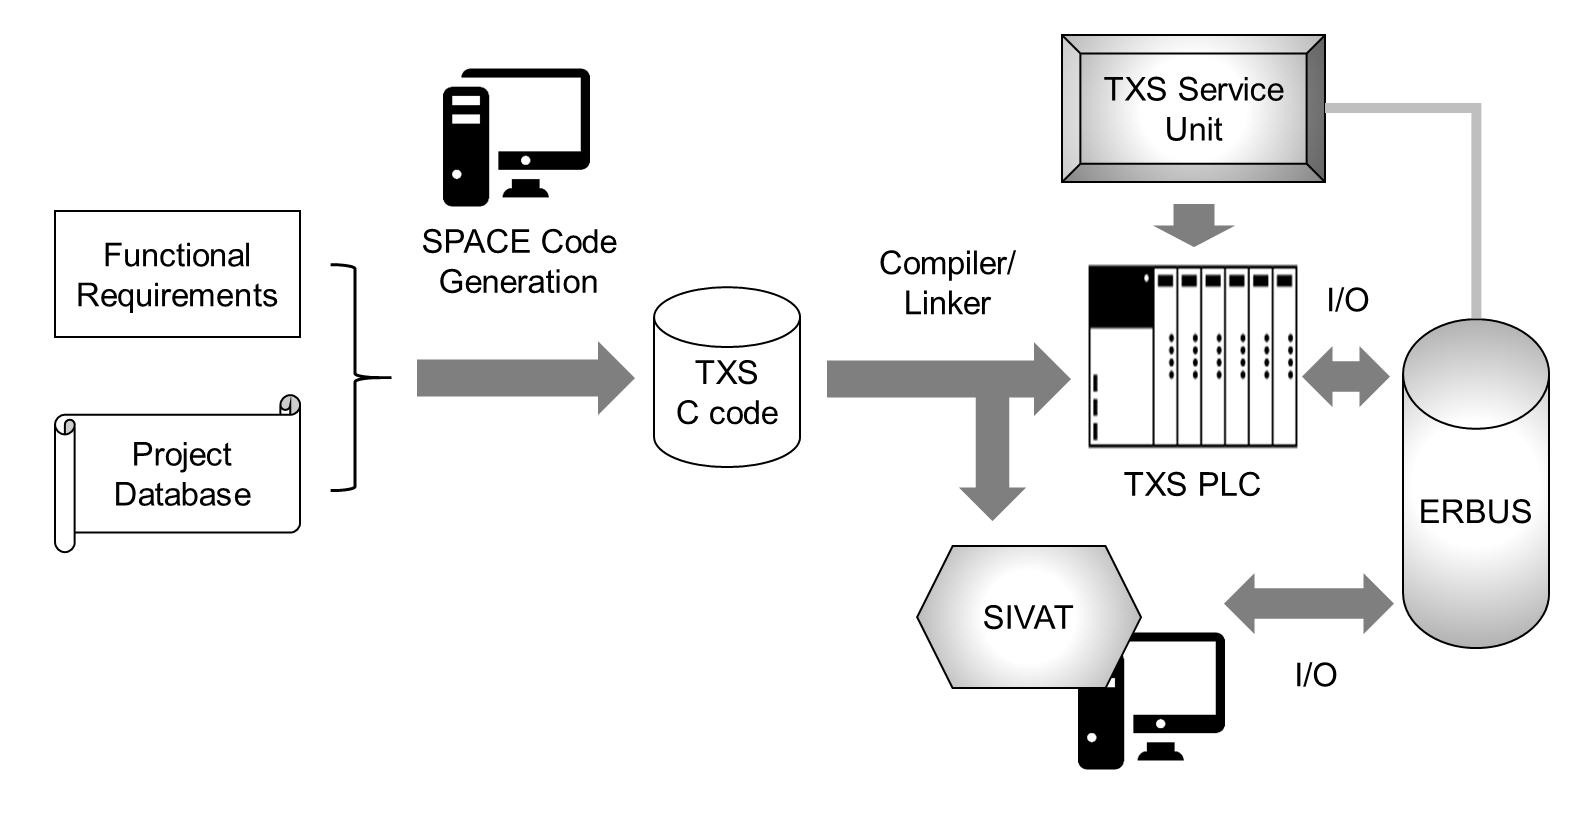 Functional
Requirements
Project
Database
SPACE Code
Generation
TXS
C code
Compiler/
Linker
TXS Service
Unit
TXS PLC
I/O
ERBUS
SIVAT
I/O